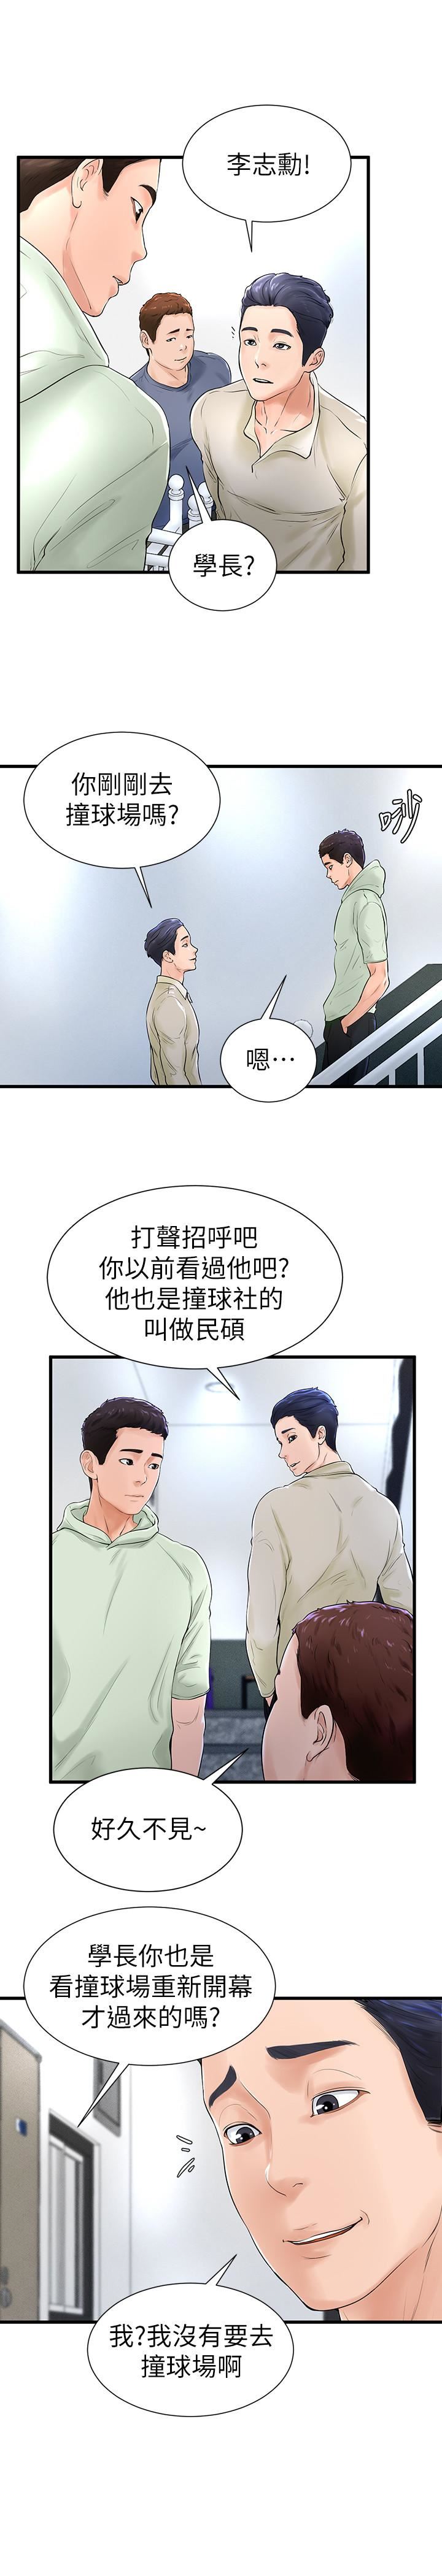 李志勳!
學長?
你剛剛去
撞球場嗎?
唦
嗯…
打聲招呼吧
你以前看過他吧?
他也是撞球社的
叫做民碩
好久不見~
學長你也是
看撞球場重新開幕
才過來的嗎?
我?我沒有要去
撞球場啊